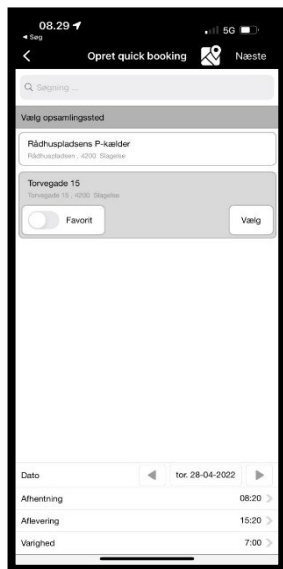 08.29
5G
◂ Søg
Opret quick booking
Næste
Søgning ...
Vælg opsamlingssted
Rådhuspladsens P-kælder
Rådhuspladsen , 4200 Slagelse
Torvegade 15
Torvegade 15 , 4200 Slagelse
Favorit
Vælg
Dato
tor. 28-04-2022
Afhentning
08:20
Aflevering
15:20
Varighed
7:00